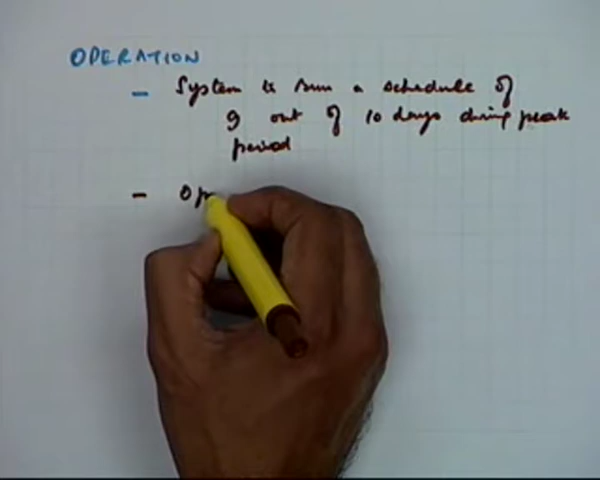 OPERATION
- System to run a schedule of
9 out of 10 days during peak
period
- Op